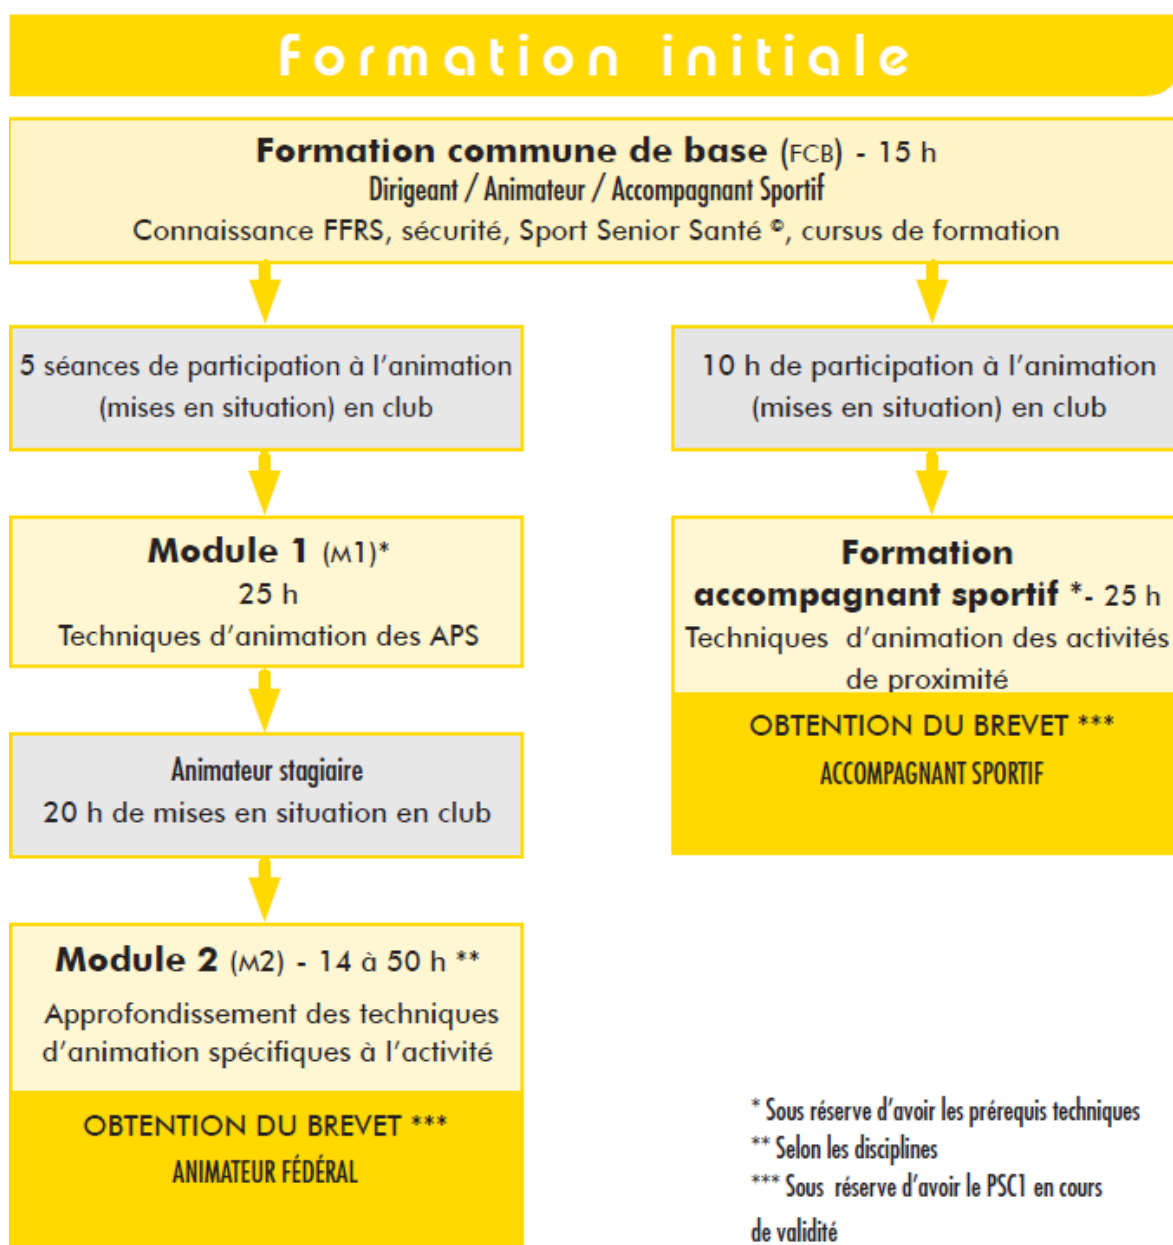 Formation initiale
Formation commune de base (FCB) - 15 h
Dirigeant / Animateur / Accompagnant Sportif
Connaissance FFRS, sécurité, Sport Senior Santé ©, cursus de formation
5 séances de participation à l'animation
(mises en situation) en club
Module 1 (M1)*
25 h
Techniques d'animation des APS
Animateur stagiaire
20 h de mises en situation en club
Module 2 (M2) - 14 à 50 h **
Approfondissement des techniques
d'animation spécifiques à l'activité
OBTENTION DU BREVET ***
ANIMATEUR FÉDÉRAL
10 h de participation à l'animation
(mises en situation) en club
Formation
accompagnant sportif *- 25 h
Techniques d'animation des activités
de proximité
OBTENTION DU BREVET ***
ACCOMPAGNANT SPORTIF
* Sous réserve d'avoir les prérequis techniques
** Selon les disciplines
*** Sous réserve d'avoir le PSC1 en cours
de validité